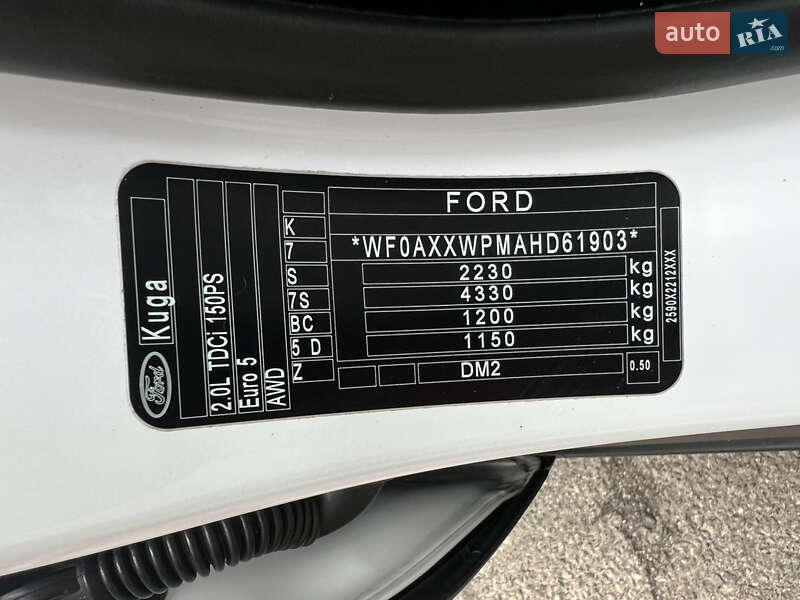 auto RIA.com
FORD
*WF0AXXWPMAHD61903*
2230 kg
4330 kg
1200 kg
1150 kg
DM2
0.50
2590X2212XXX
K
7
S
7S
BC
5 D
Z
Ford
Kuga
2.0L TDCi 150PS
Euro 5
AWD